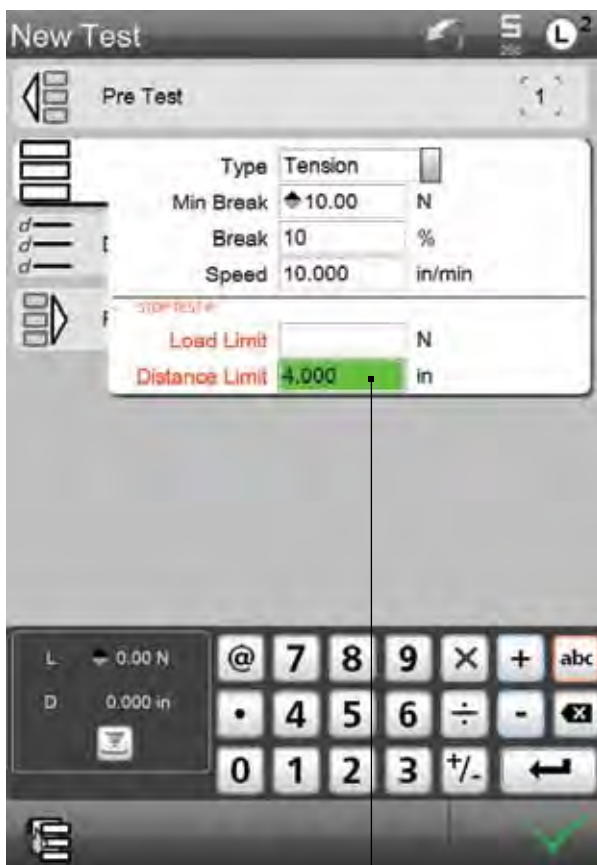 New Test
L 2
Pre Test 1
Type Tension
Min Break 10.00 N
d Break 10 %
d Speed 10.000 in/min
STOP TEST IF:
Load Limit N
Distance Limit 4.000 in
L 0.00 N @ 7 8 9 × + abc
D 0.000 in • 4 5 6 ÷ -
0 1 2 3 +/-